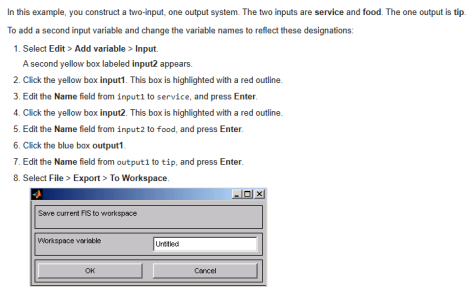 In this example, you construct a two-input, one output system. The two inputs are service and food. The one output is tip.
To add a second input variable and change the variable names to reflect these designations:
1. Select Edit > Add variable > Input.
A second yellow box labeled input2 appears.
2. Click the yellow box input1. This box is highlighted with a red outline.
3. Edit the Name field from input1 to service, and press Enter.
4. Click the yellow box input2. This box is highlighted with a red outline.
5. Edit the Name field from input2 to food, and press Enter.
6. Click the blue box output1.
7. Edit the Name field from output1 to tip, and press Enter.
8. Select File > Export > To Workspace.
Save current FIS to workspace
Workspace variable Untitled
OK Cancel